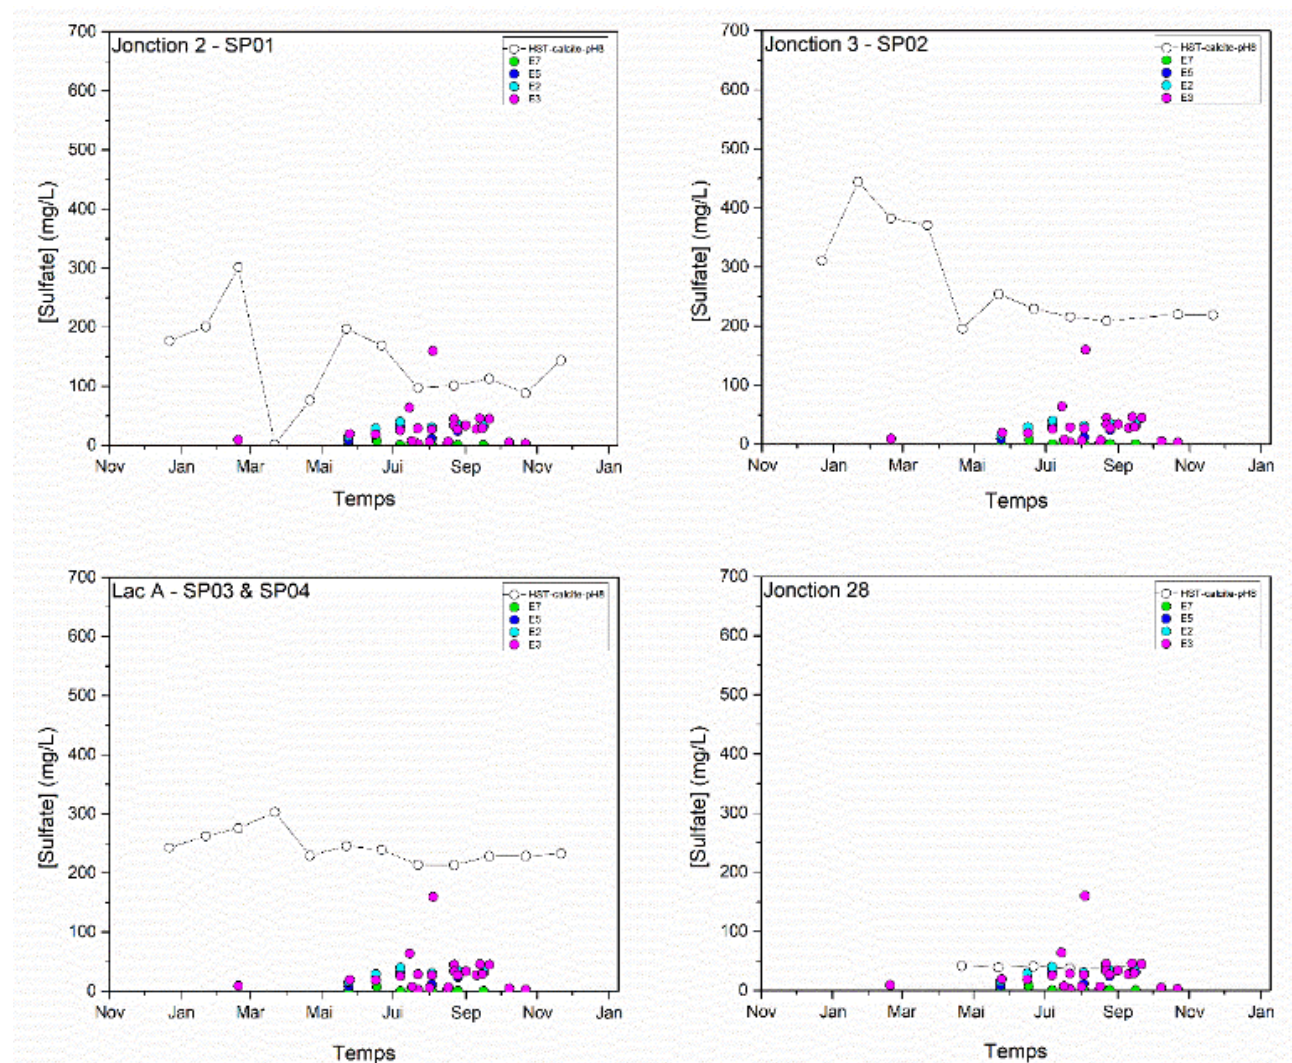 Jonction 2 - SP01
HST-calcite-pH8
E7
E5
E2
E3
700
600
500
400
300
200
100
0
[Sulfate] (mg/L)
Nov Jan Mar Mai Jui Sep Nov Jan
Temps
Jonction 3 - SP02
HST-calcite-pH8
E7
E5
E2
E3
700
600
500
400
300
200
100
0
[Sulfate] (mg/L)
Nov Jan Mar Mai Jui Sep Nov Jan
Temps
Lac A - SP03 & SP04
HST-calcite-pH8
E7
E5
E2
E3
700
600
500
400
300
200
100
0
[Sulfate] (mg/L)
Nov Jan Mar Mai Jui Sep Nov Jan
Temps
Jonction 28
HST-calcite-pH8
E7
E5
E2
E3
700
600
500
400
300
200
100
0
[Sulfate] (mg/L)
Nov Jan Mar Mai Jui Sep Nov Jan
Temps